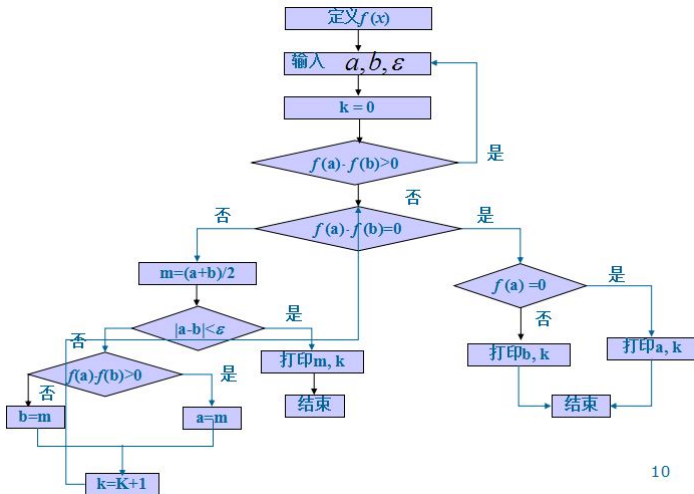 定义f (x)
输入 a,b,ε
k = 0
f (a)· f (b)>0
是
否
f (a)· f (b)=0
否
是
m=(a+b)/2
f (a) =0
是
|a-b|<ε
是
否
否
打印m, k
打印b, k
打印a, k
f(a)·f(b)>0
是
否
b=m
a=m
结束
结束
k=K+1
10